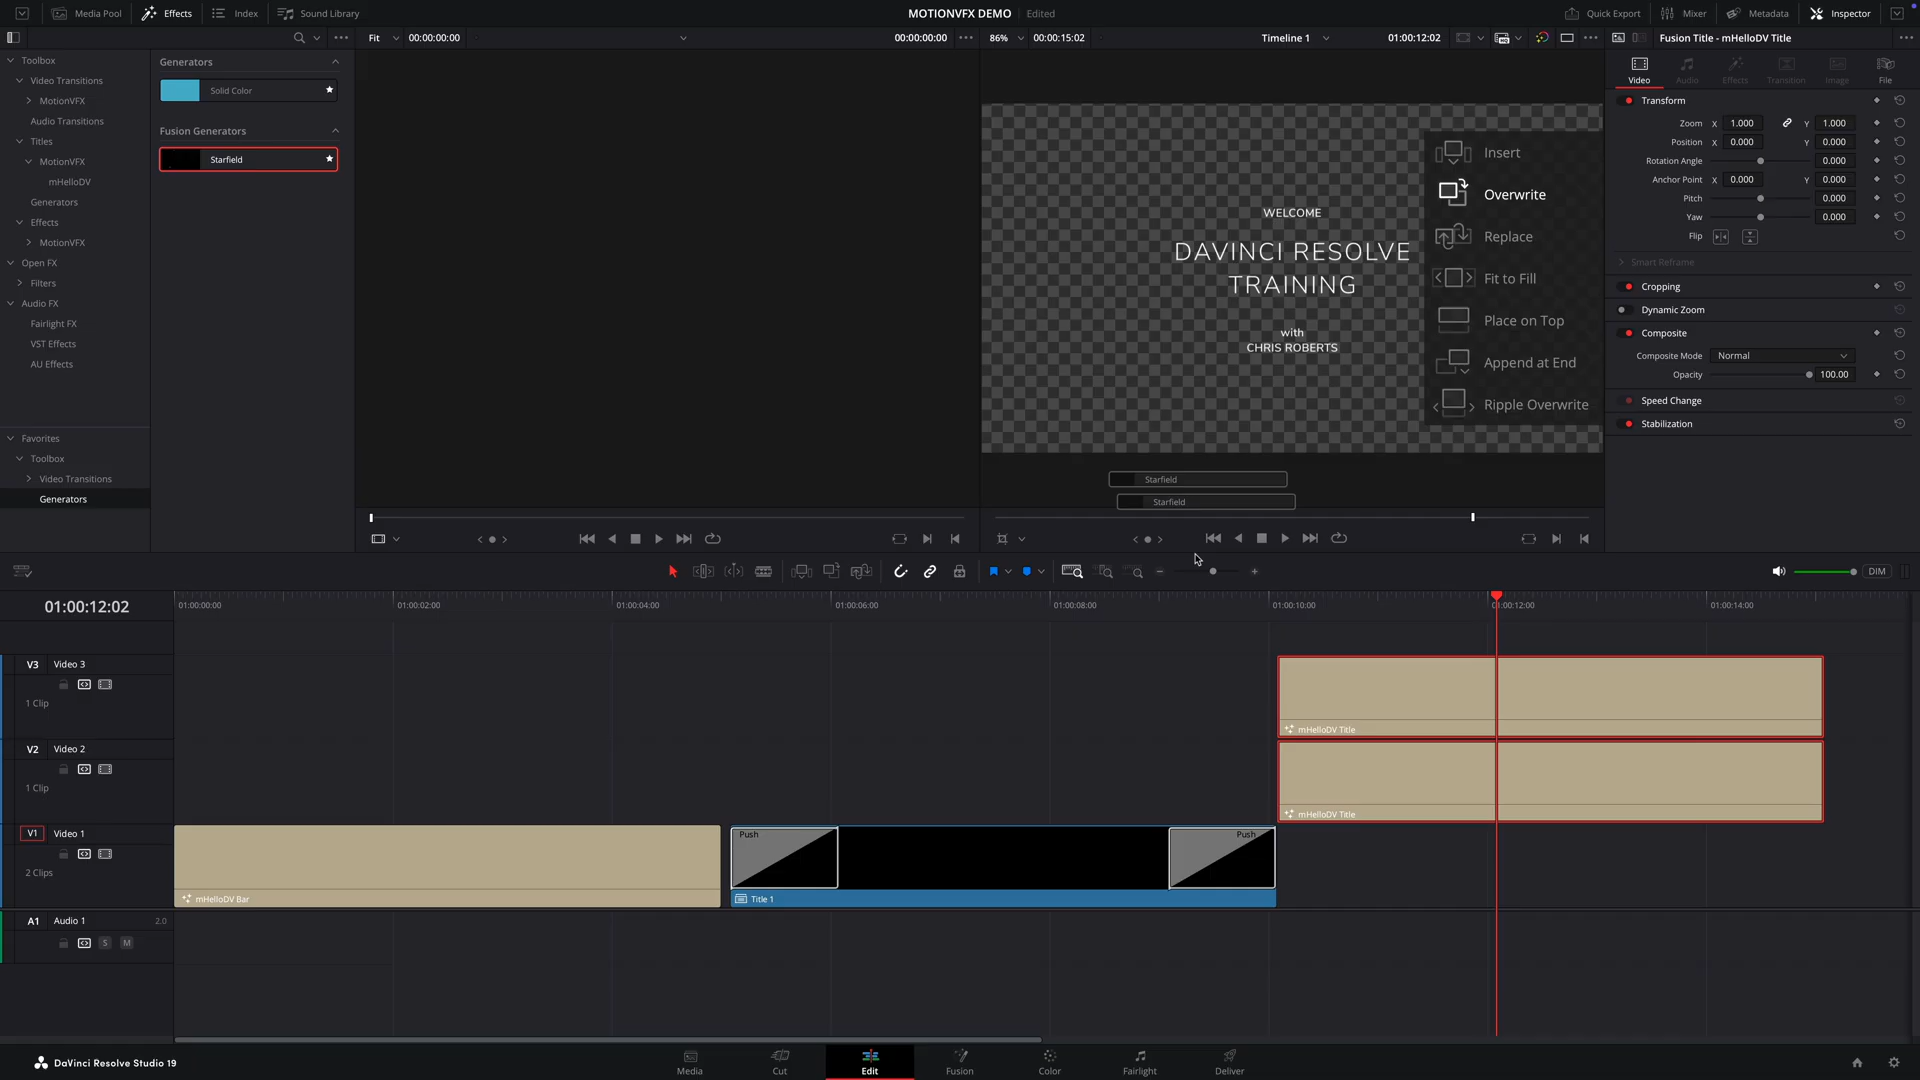 Media Pool
Effects
Index
Sound Library
MOTIONVFX DEMO
Edited
Quick Export
Mixer
Metadata
Inspector
Fit
00:00:00:00
00:00:00:00
86%
00:00:15:02
Timeline 1
01:00:12:02
Fusion Title - mHelloDV Title
Toolbox
Video Transitions
MotionVFX
Audio Transitions
Titles
MotionVFX
mHelloDV
Generators
Effects
MotionVFX
Open FX
Filters
Audio FX
Fairlight FX
VST Effects
AU Effects
Favorites
Toolbox
Video Transitions
Generators
Generators
Solid Color
Fusion Generators
Starfield
WELCOME
DAVINCI RESOLVE
TRAINING
with
CHRIS ROBERTS
Insert
Overwrite
Replace
Fit to Fill
Place on Top
Append at End
Ripple Overwrite
Starfield
Starfield
Video
Audio
Effects
Transition
Image
File
Transform
Zoom X 1.000 Y 1.000
Position X 0.000 Y 0.000
Rotation Angle 0.000
Anchor Point X 0.000 Y 0.000
Pitch 0.000
Yaw 0.000
Flip
Smart Reframe
Cropping
Dynamic Zoom
Composite
Composite Mode Normal
Opacity 100.00
Speed Change
Stabilization
DIM
01:00:12:02
01:00:00:00
01:00:02:00
01:00:04:00
01:00:06:00
01:00:08:00
01:00:10:00
01:00:12:00
01:00:14:00
V3 Video 3
1 Clip
mHelloDV Title
V2 Video 2
1 Clip
mHelloDV Title
V1 Video 1
2 Clips
mHelloDV Bar
Push
Push
Title 1
A1 Audio 1 2.0
S M
DaVinci Resolve Studio 19
Media
Cut
Edit
Fusion
Color
Fairlight
Deliver